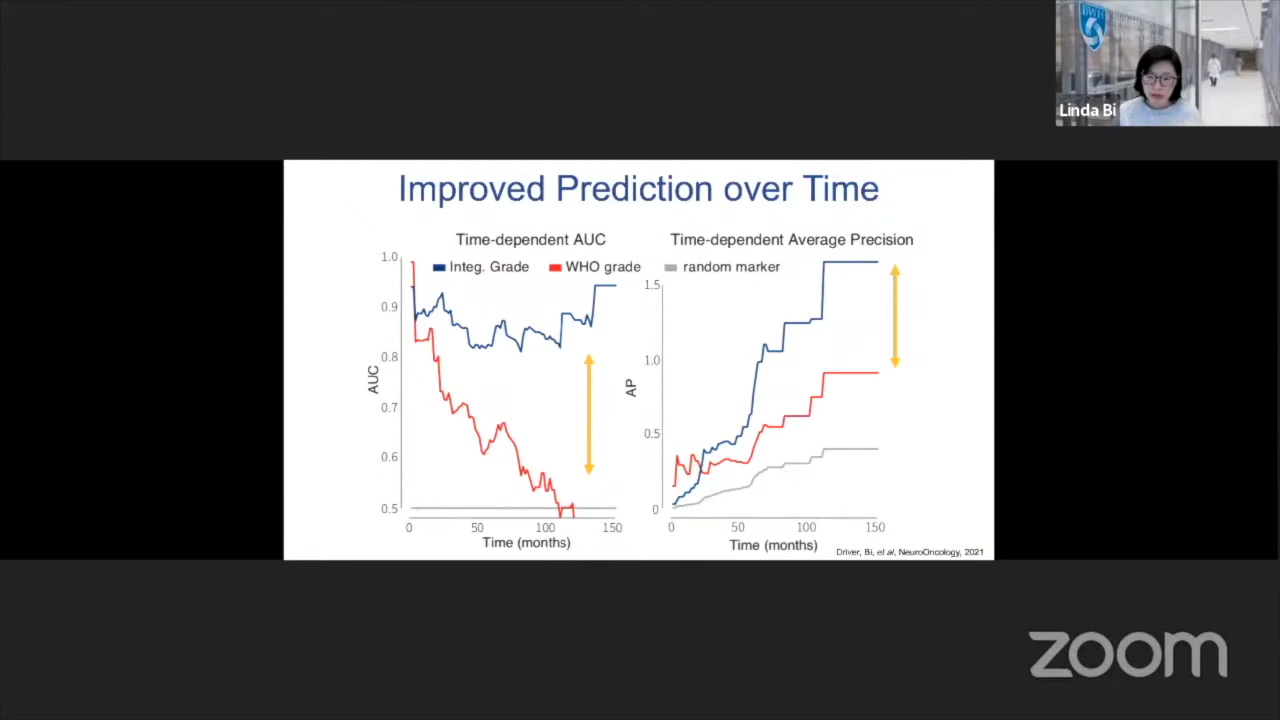 BWH
Linda Bi
Improved Prediction over Time
Time-dependent AUC
Integ. Grade
WHO grade
random marker
1.0
0.9
0.8
0.7
0.6
0.5
AUC
0
50
100
150
Time (months)
Time-dependent Average Precision
1.5
1.0
0.5
0
AP
0
50
100
150
Time (months)
Driver, Bi, et al, NeuroOncology, 2021
zoom